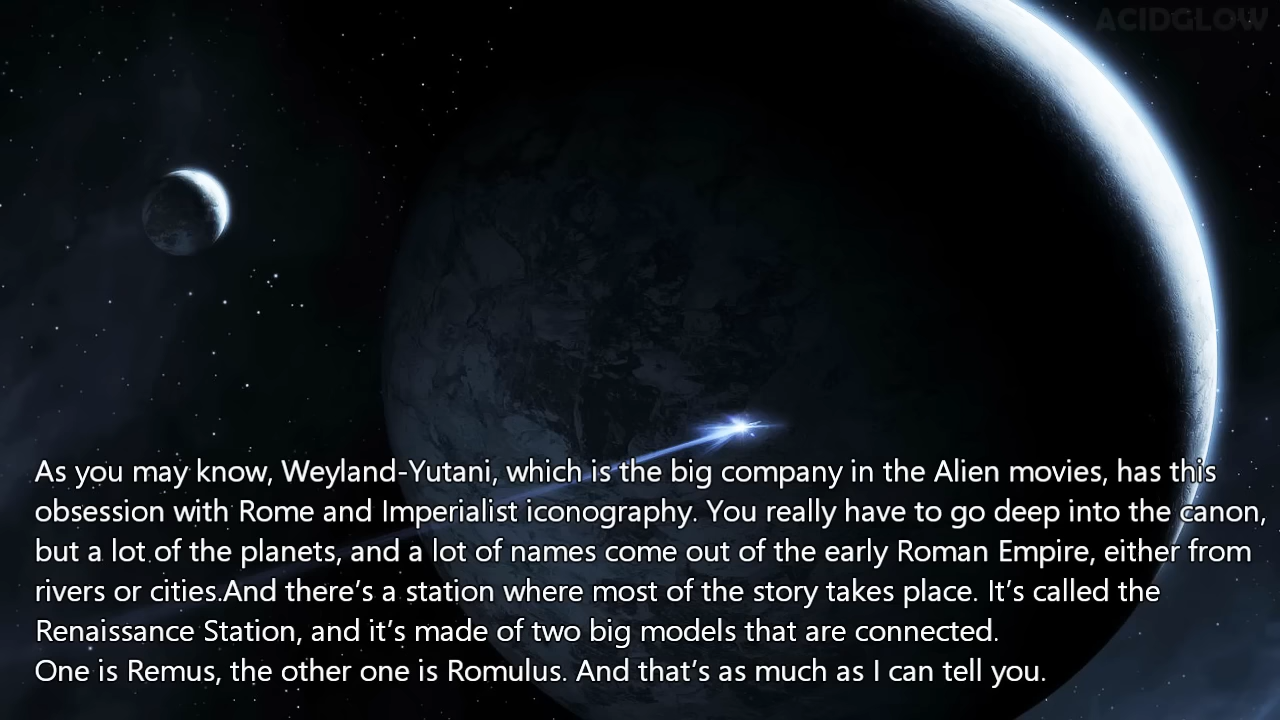 ACIDGLOW
As you may know, Weyland-Yutani, which is the big company in the Alien movies, has this
obsession with Rome and Imperialist iconography. You really have to go deep into the canon,
but a lot of the planets, and a lot of names come out of the early Roman Empire, either from
rivers or cities.And there’s a station where most of the story takes place. It’s called the
Renaissance Station, and it’s made of two big models that are connected.
One is Remus, the other one is Romulus. And that’s as much as I can tell you.